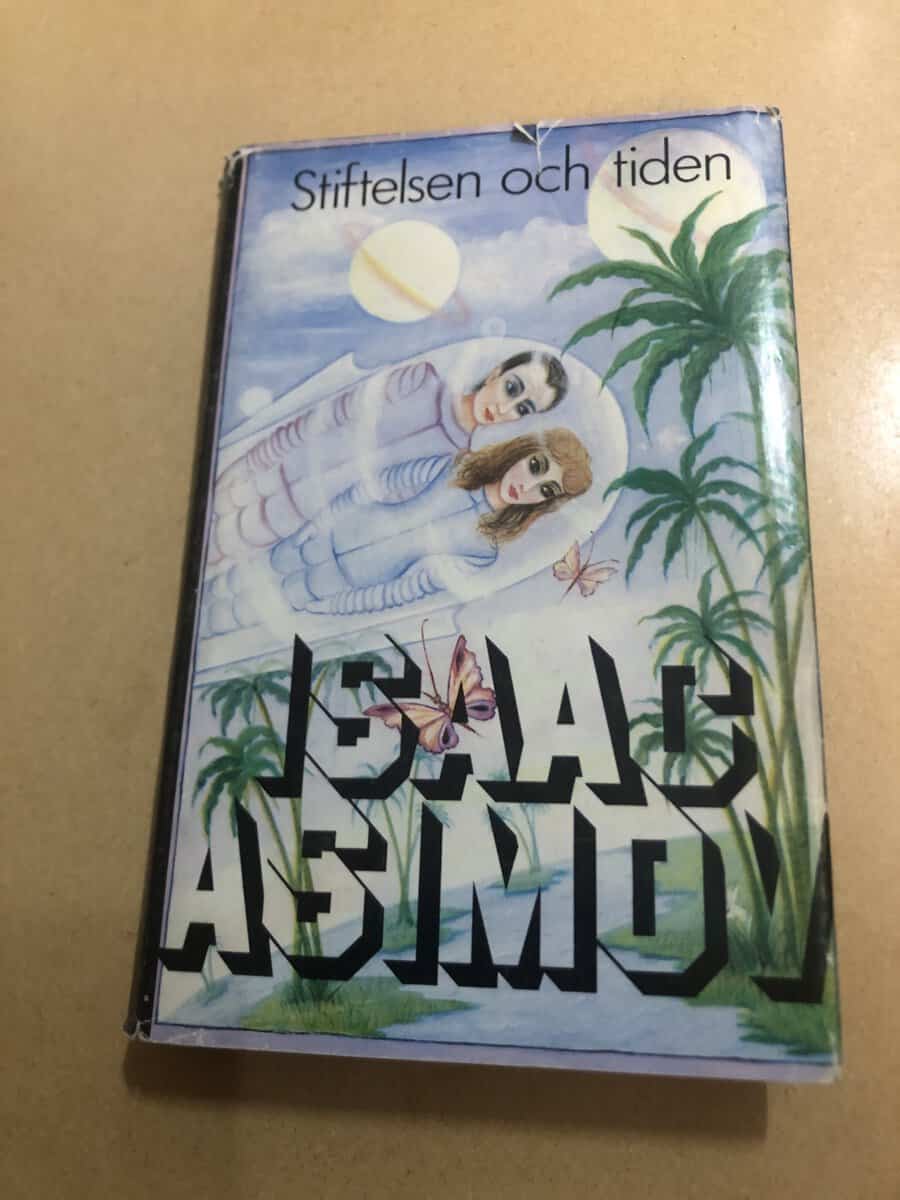 Stiftelsen och tiden
ISAAC
ASIMOV